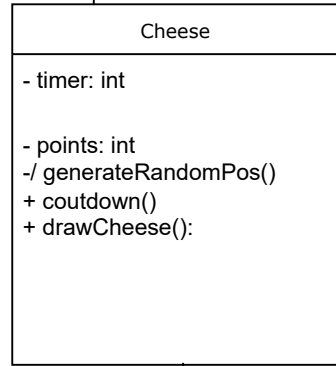 Cheese
- timer: int
- points: int
-/ generateRandomPos()
+ coutdown()
+ drawCheese():